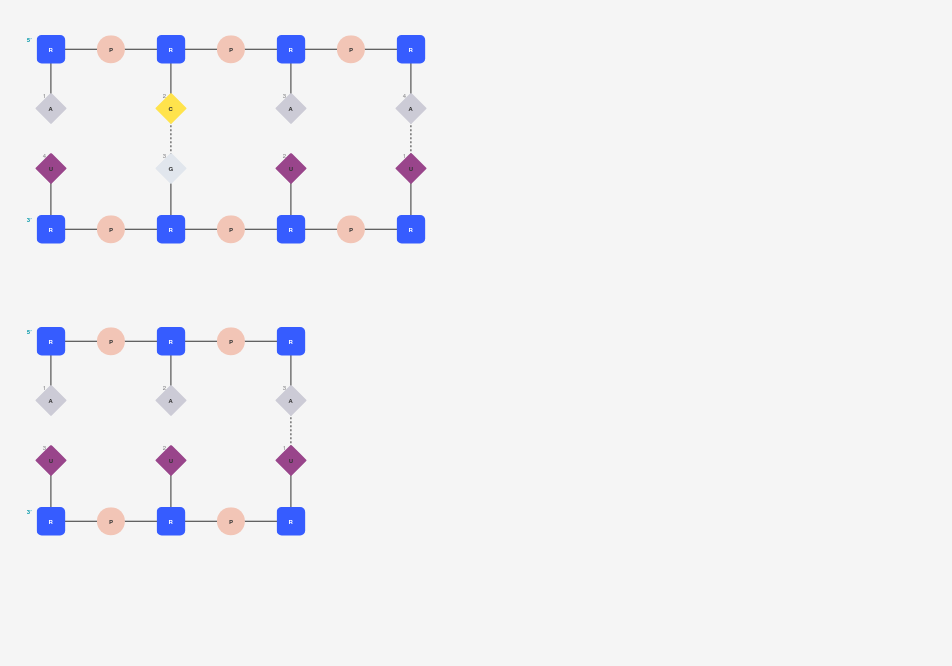 5'
R P R P R P R
1 2 3 4
A C A A
4 3 2 1
U G U U
3'
R P R P R P R
5'
R P R P R
1 2 3
A A A
3 2 1
U U U
3'
R P R P R